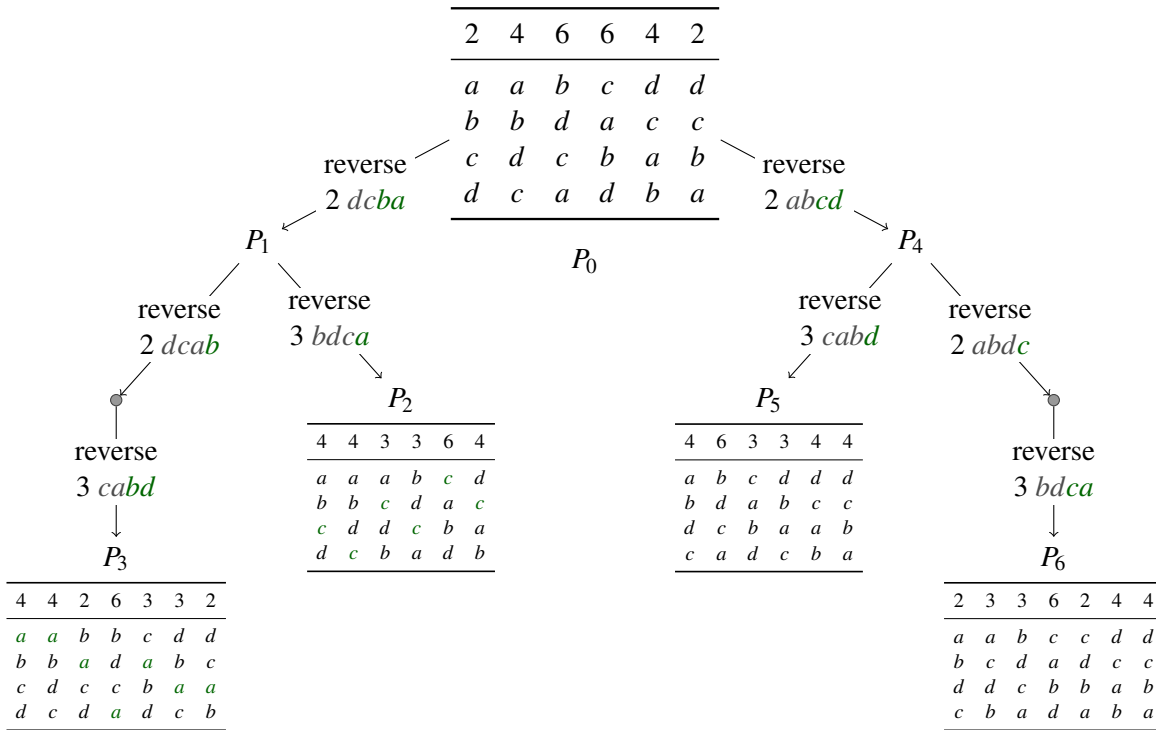 2 4 6 6 4 2
a a b c d d
b b d a c c
c d c b a b
d c a d b a
P0
reverse
2 dcba
reverse
2 abcd
P1
P4
reverse
2 dcab
reverse
3 bdca
reverse
3 cabd
reverse
2 abdc
P2
4 4 3 3 6 4
a a a b c d
b b c d a c
c d d c b a
d c b a d b
P5
4 6 3 3 4 4
a b c d d d
b d a b c c
d c b a a b
c a d c b a
reverse
3 cabd
reverse
3 bdca
P3
4 4 2 6 3 3 2
a a b b c d d
b b a d a b c
c d c c b a a
d c d a d c b
P6
2 3 3 6 2 4 4
a a b c c d d
b c d a d c c
d d c b b a b
c b a d a b a